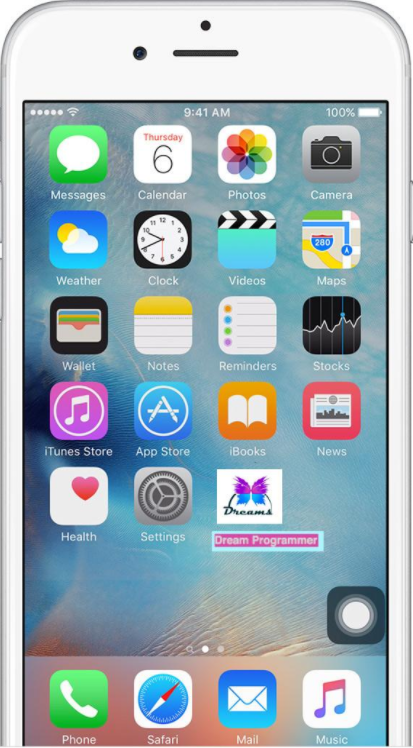 9:41 AM 100%
Thursday
6
Messages Calendar Photos Camera
12
280
Weather Clock Videos Maps
Wallet Notes Reminders Stocks
iTunes Store App Store iBooks News
Dreams
Health Settings Dream Programmer
Phone Safari Mail Music